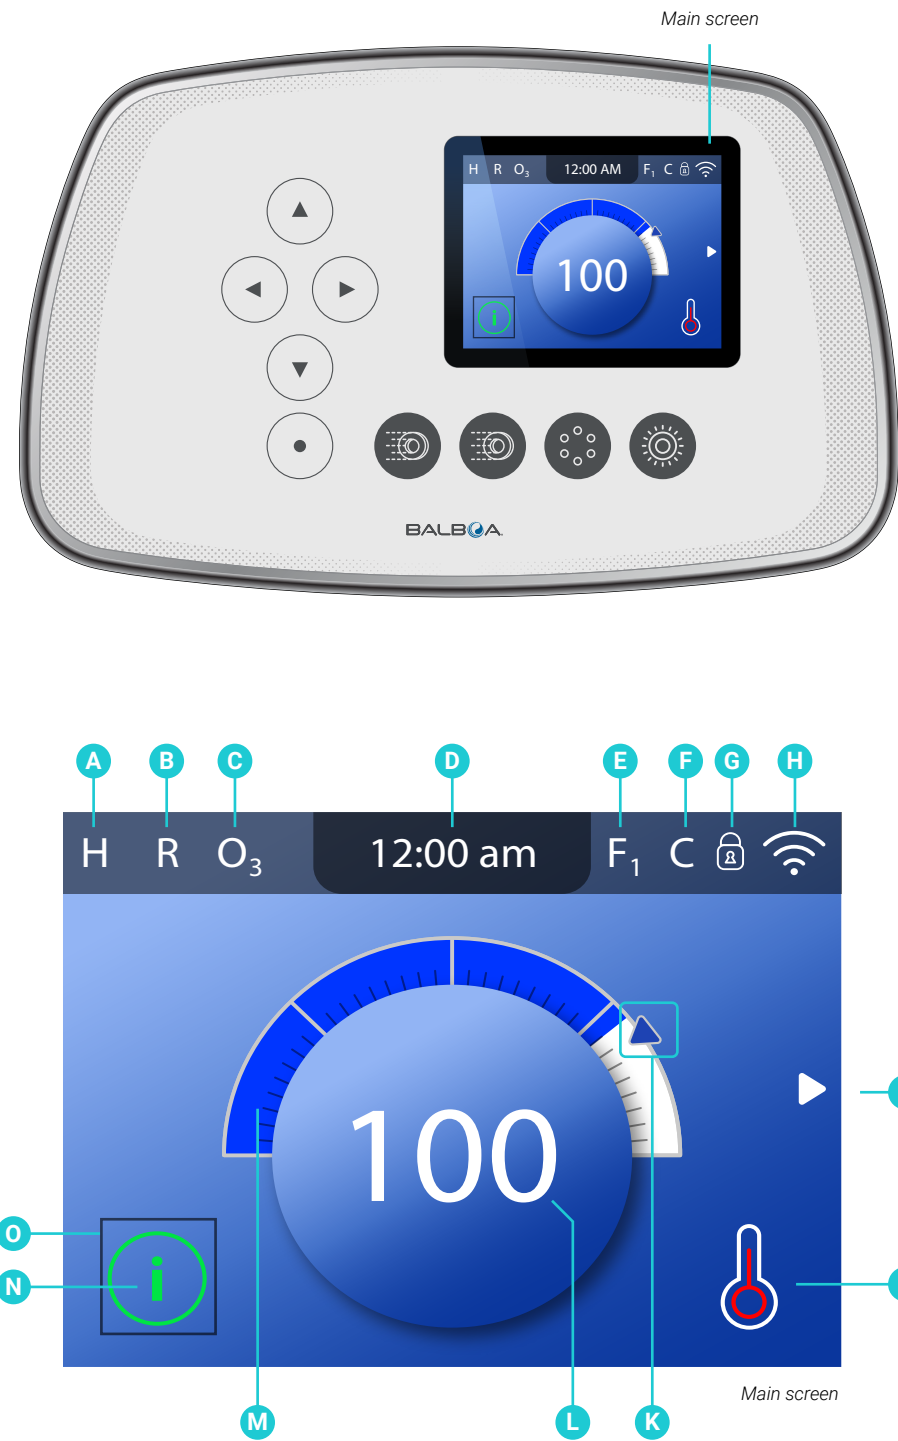 Main screen
H R O₃ 12:00 AM F₁ C
100
i
BALBOA
A B C D E F G H
H R O₃ 12:00 am F₁ C
100
O
i
N
Main screen
M L K